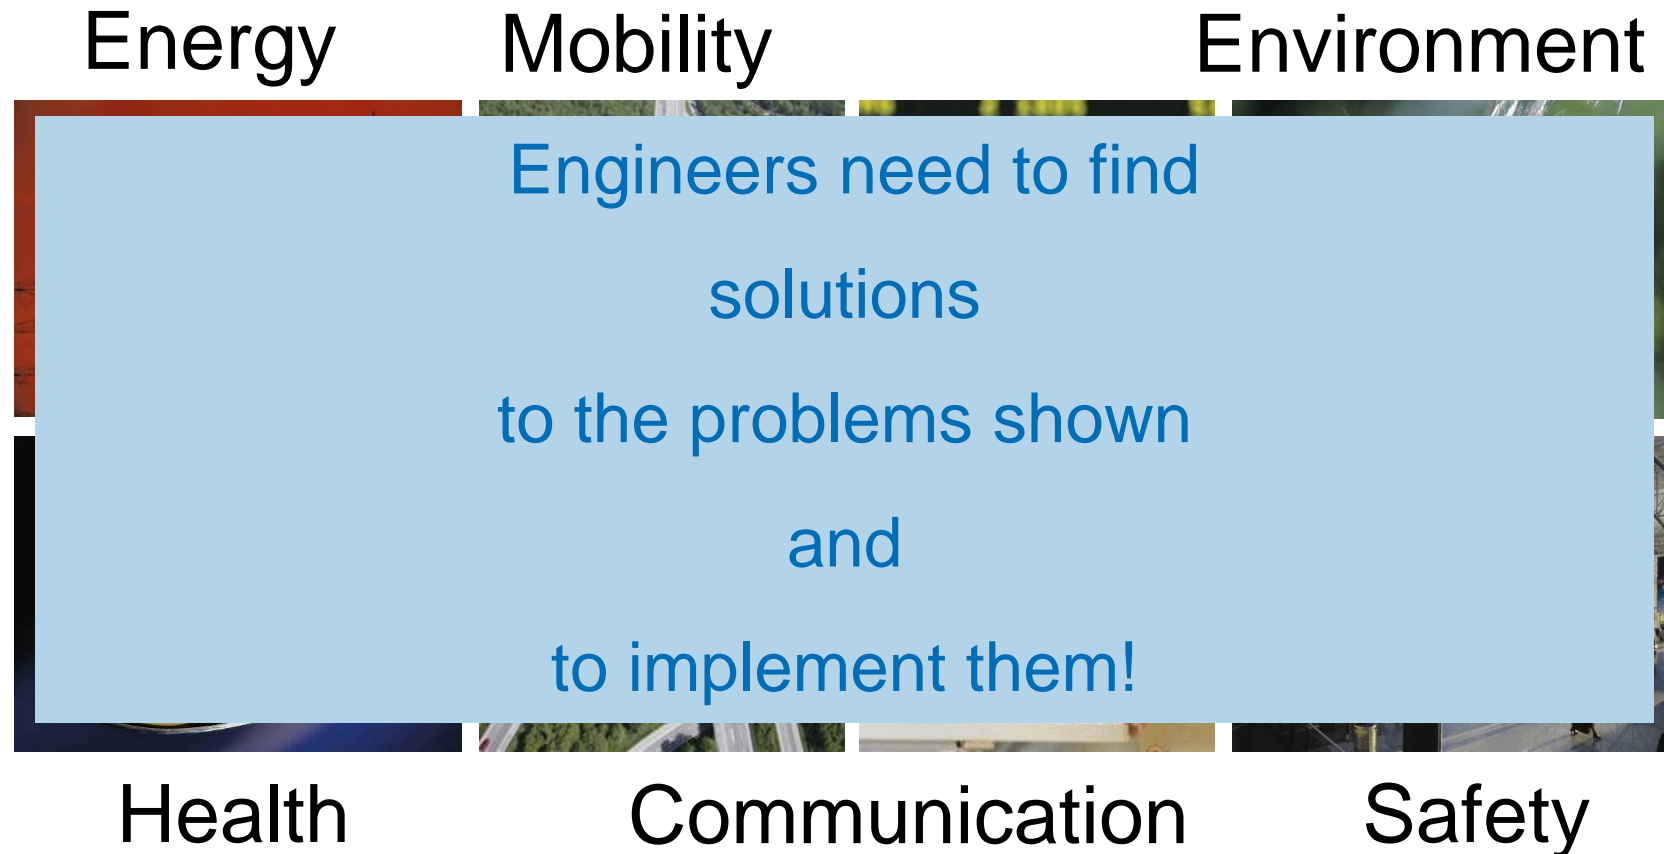 Energy Mobility Environment
Engineers need to find
solutions
to the problems shown
and
to implement them!
Health Communication Safety